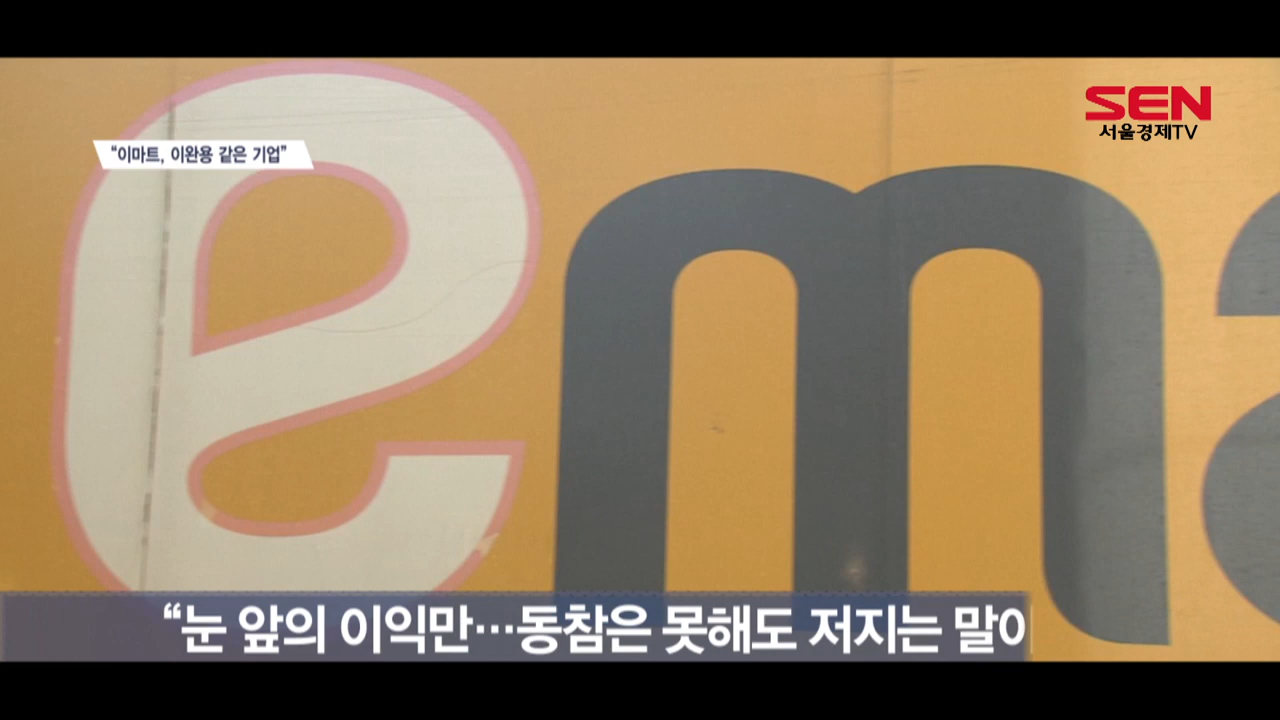 SEN
서울경제TV
“이마트, 이완용 같은 기업”
em
“눈 앞의 이익만…동참은 못해도 저지는 말이